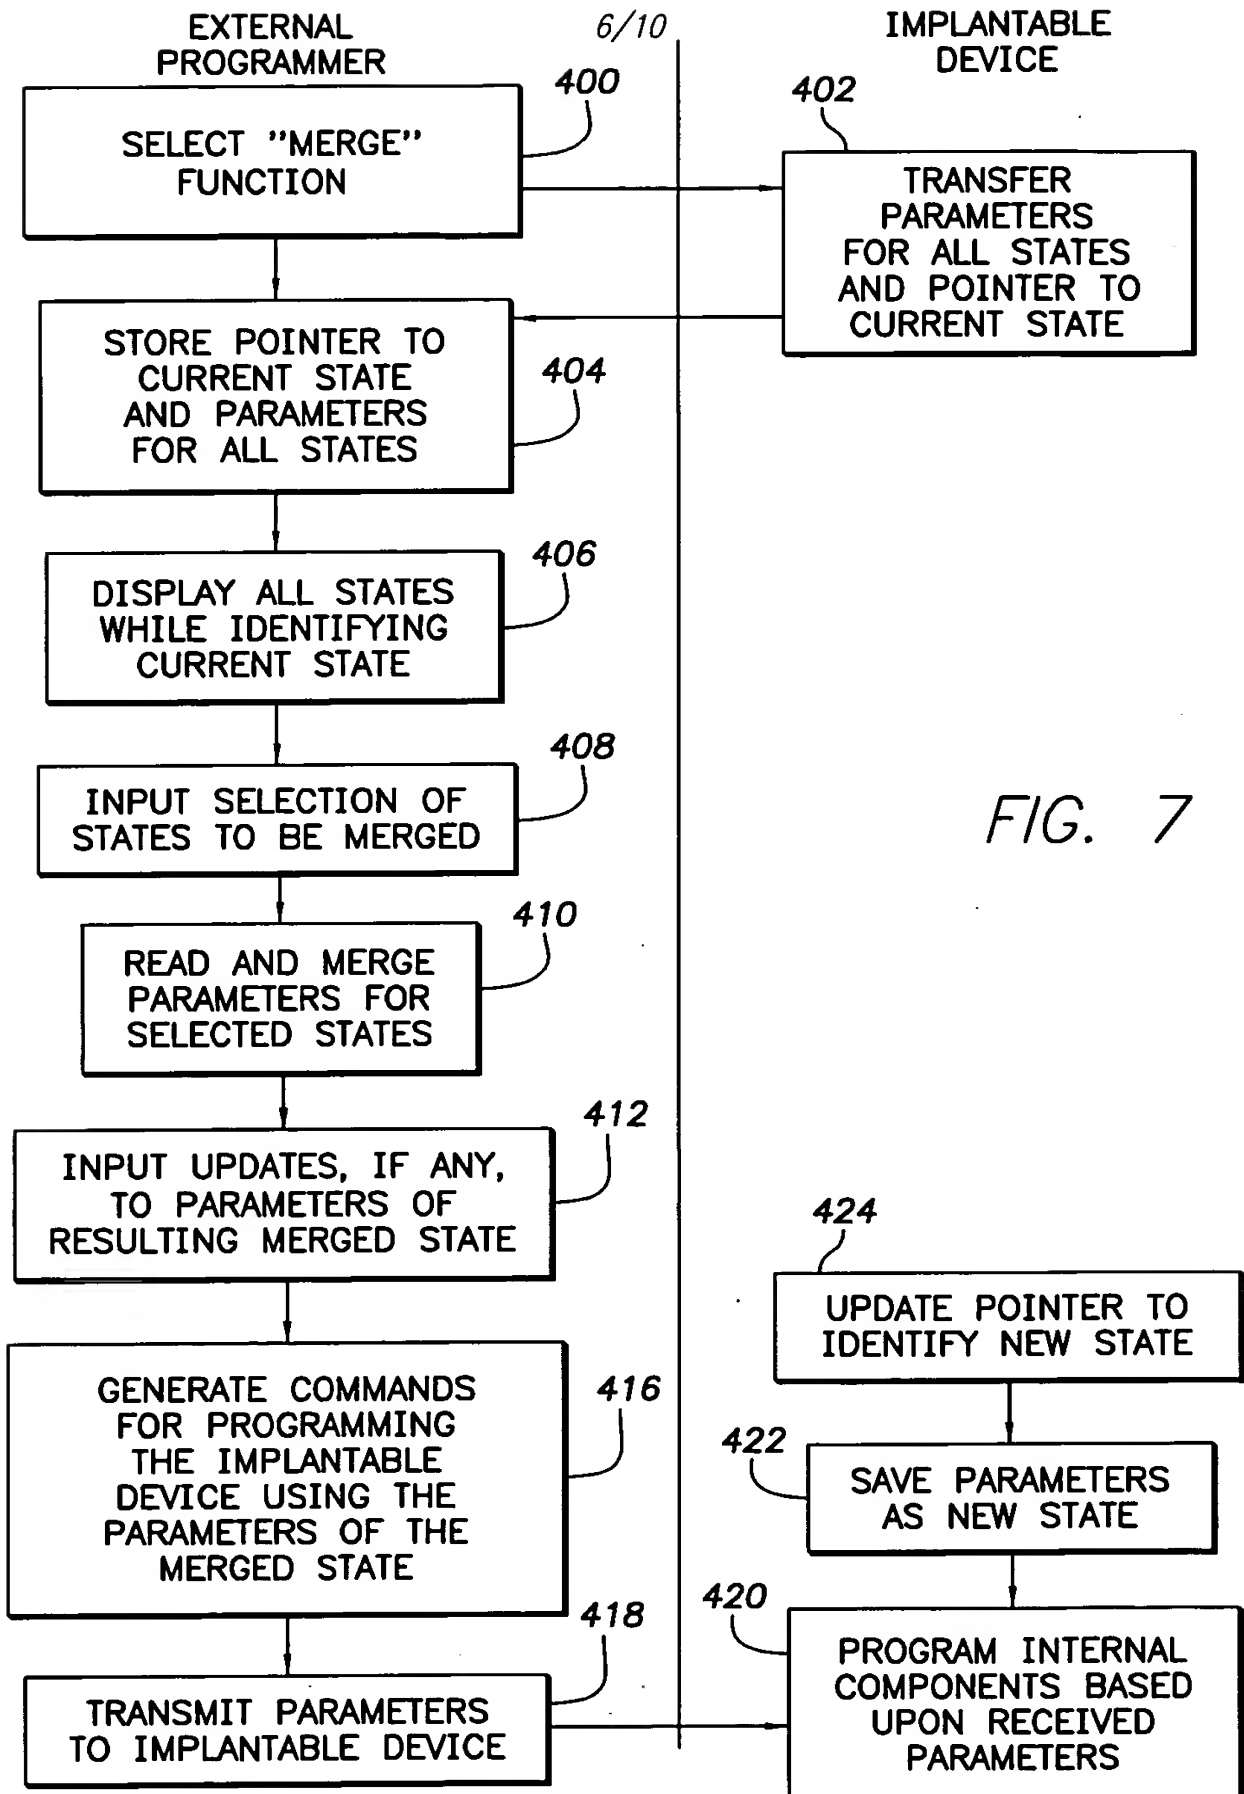 EXTERNAL
PROGRAMMER
6/10
IMPLANTABLE
DEVICE
400
SELECT "MERGE"
FUNCTION
402
TRANSFER
PARAMETERS
FOR ALL STATES
AND POINTER TO
CURRENT STATE
STORE POINTER TO
CURRENT STATE
AND PARAMETERS
FOR ALL STATES
404
406
DISPLAY ALL STATES
WHILE IDENTIFYING
CURRENT STATE
408
INPUT SELECTION OF
STATES TO BE MERGED
FIG. 7
410
READ AND MERGE
PARAMETERS FOR
SELECTED STATES
412
INPUT UPDATES, IF ANY,
TO PARAMETERS OF
RESULTING MERGED STATE
416
GENERATE COMMANDS
FOR PROGRAMMING
THE IMPLANTABLE
DEVICE USING THE
PARAMETERS OF THE
MERGED STATE
418
TRANSMIT PARAMETERS
TO IMPLANTABLE DEVICE
424
UPDATE POINTER TO
IDENTIFY NEW STATE
422
SAVE PARAMETERS
AS NEW STATE
420
PROGRAM INTERNAL
COMPONENTS BASED
UPON RECEIVED
PARAMETERS